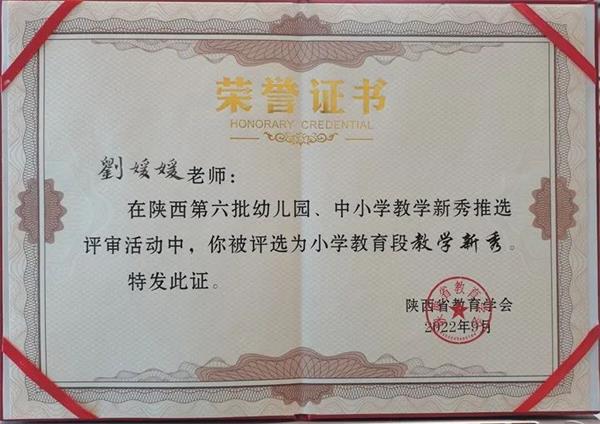 荣誉证书
HONORARY CREDENTIAL
劉媛媛老师：
在陕西第六批幼儿园、中小学教学新秀推选
评审活动中，你被评选为小学教育段教学新秀。
特发此证。
陕西省教育学会
2022年9月